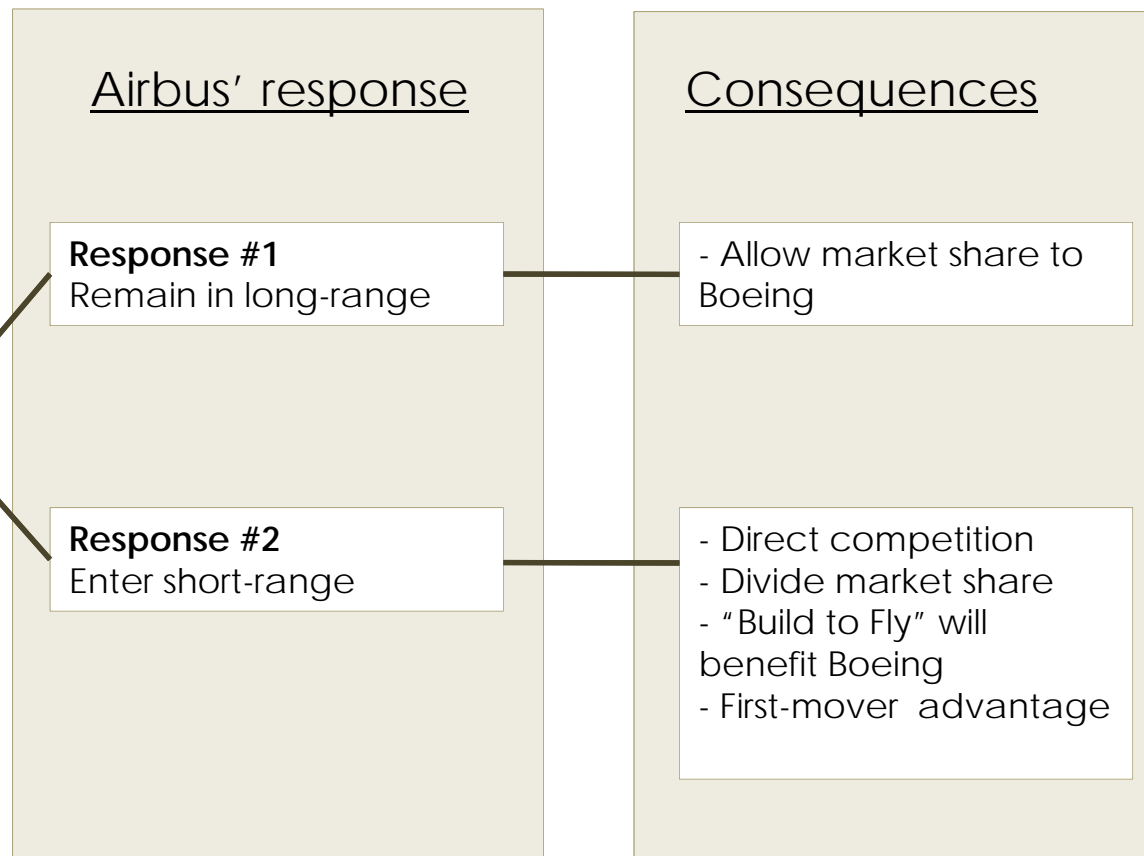 Airbus' response
Consequences
Response #1
Remain in long-range
- Allow market share to
Boeing
Response #2
Enter short-range
- Direct competition
- Divide market share
- “Build to Fly” will
benefit Boeing
- First-mover advantage